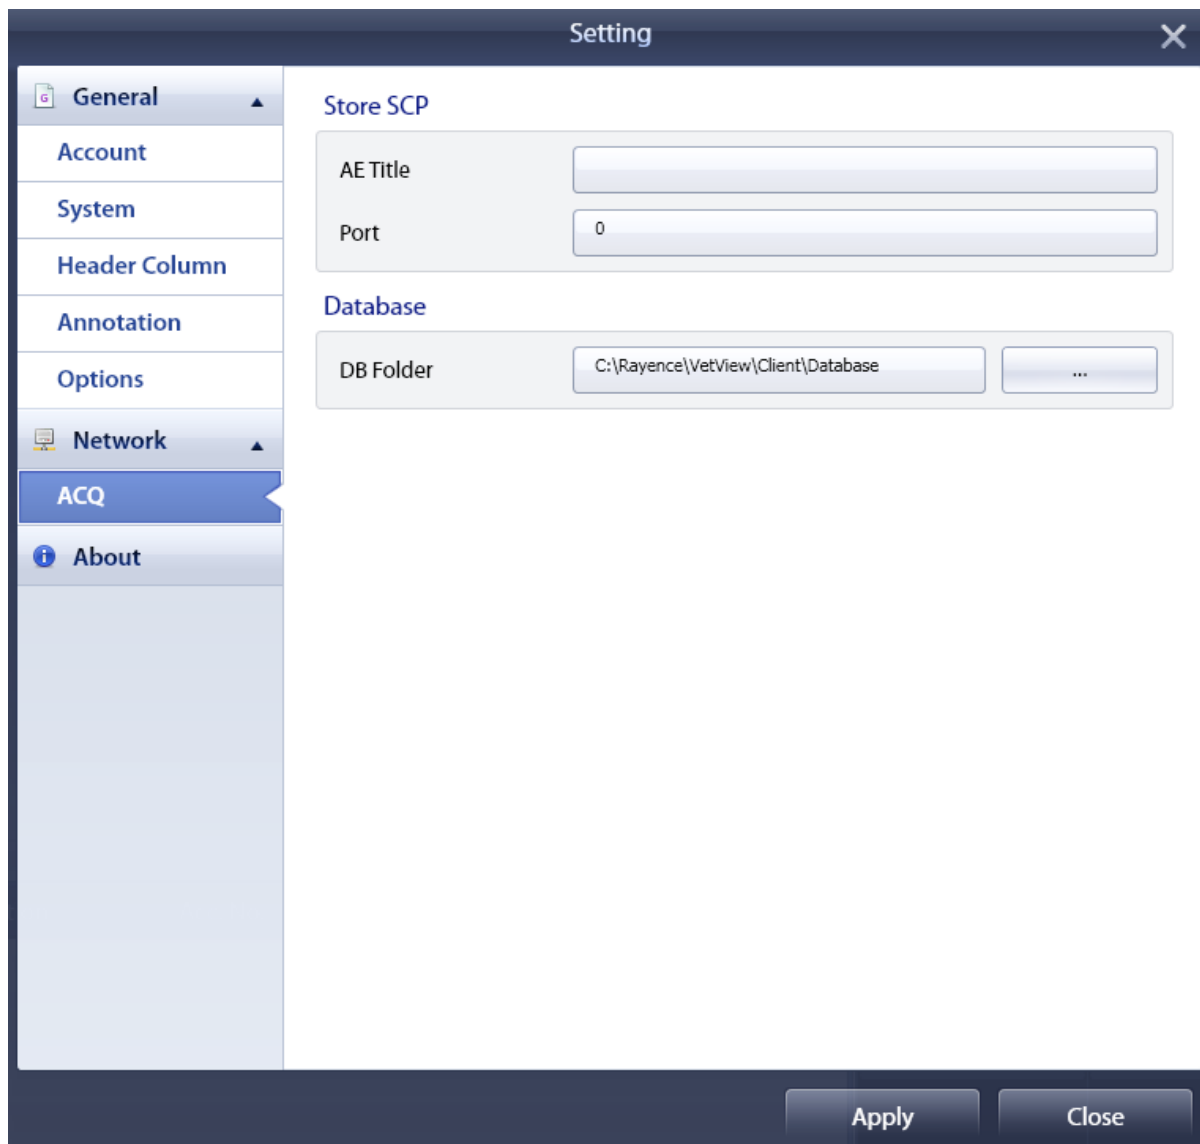 Setting
General
Account
System
Header Column
Annotation
Options
Network
ACQ
About
Store SCP
AE Title
Port 0
Database
DB Folder C:\Rayence\VetView\Client\Database ...
Apply Close